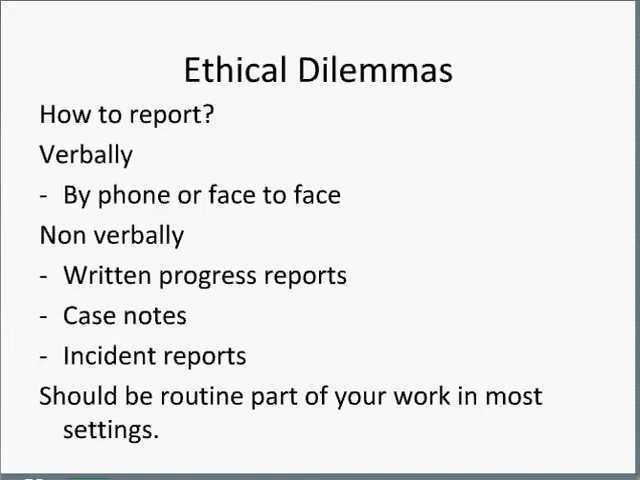 Ethical Dilemmas
How to report?
Verbally
- By phone or face to face
Non verbally
- Written progress reports
- Case notes
- Incident reports
Should be routine part of your work in most
settings.